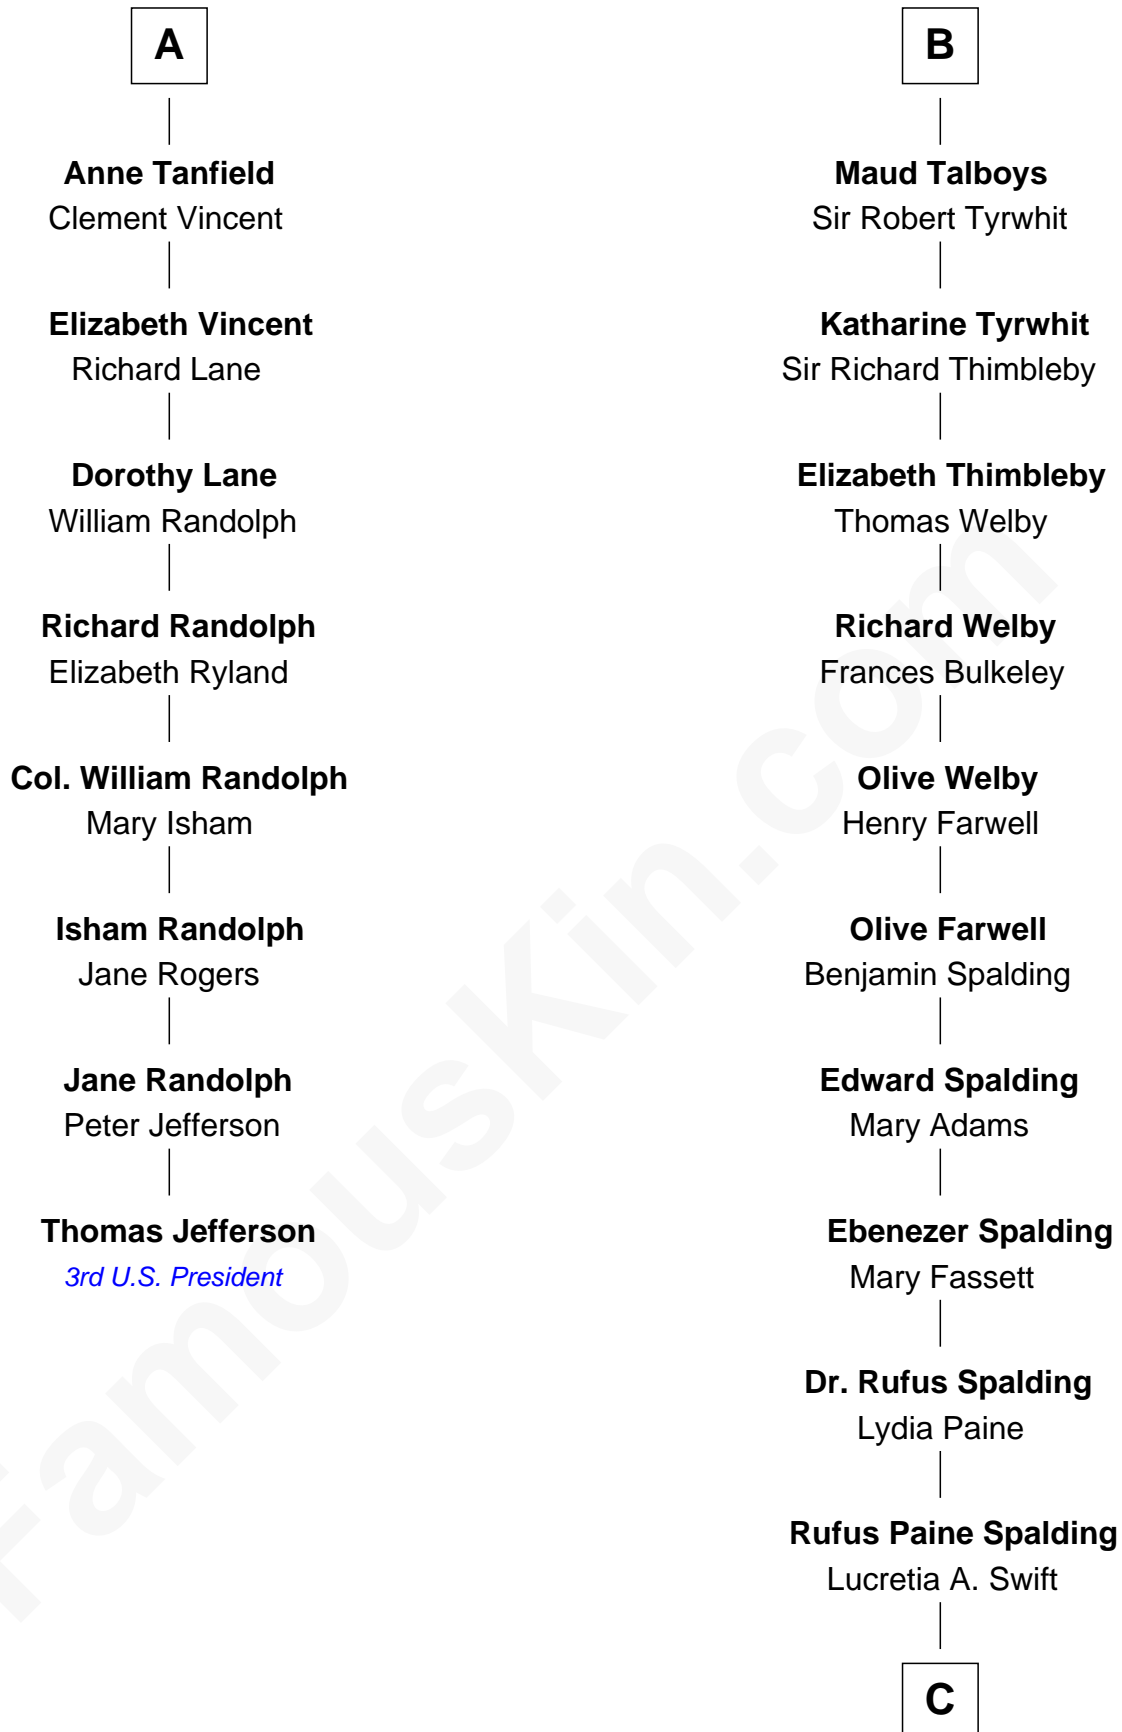 A
Anne Tanfield
Clement Vincent
Elizabeth Vincent
Richard Lane
Dorothy Lane
William Randolph
Richard Randolph
Elizabeth Ryland
Col. William Randolph
Mary Isham
Isham Randolph
Jane Rogers
Jane Randolph
Peter Jefferson
Thomas Jefferson
3rd U.S. President
B
Maud Talboys
Sir Robert Tyrwhit
Katharine Tyrwhit
Sir Richard Thimbleby
Elizabeth Thimbleby
Thomas Welby
Richard Welby
Frances Bulkeley
Olive Welby
Henry Farwell
Olive Farwell
Benjamin Spalding
Edward Spalding
Mary Adams
Ebenezer Spalding
Mary Fassett
Dr. Rufus Spalding
Lydia Paine
Rufus Paine Spalding
Lucretia A. Swift
C
FamousKin.com